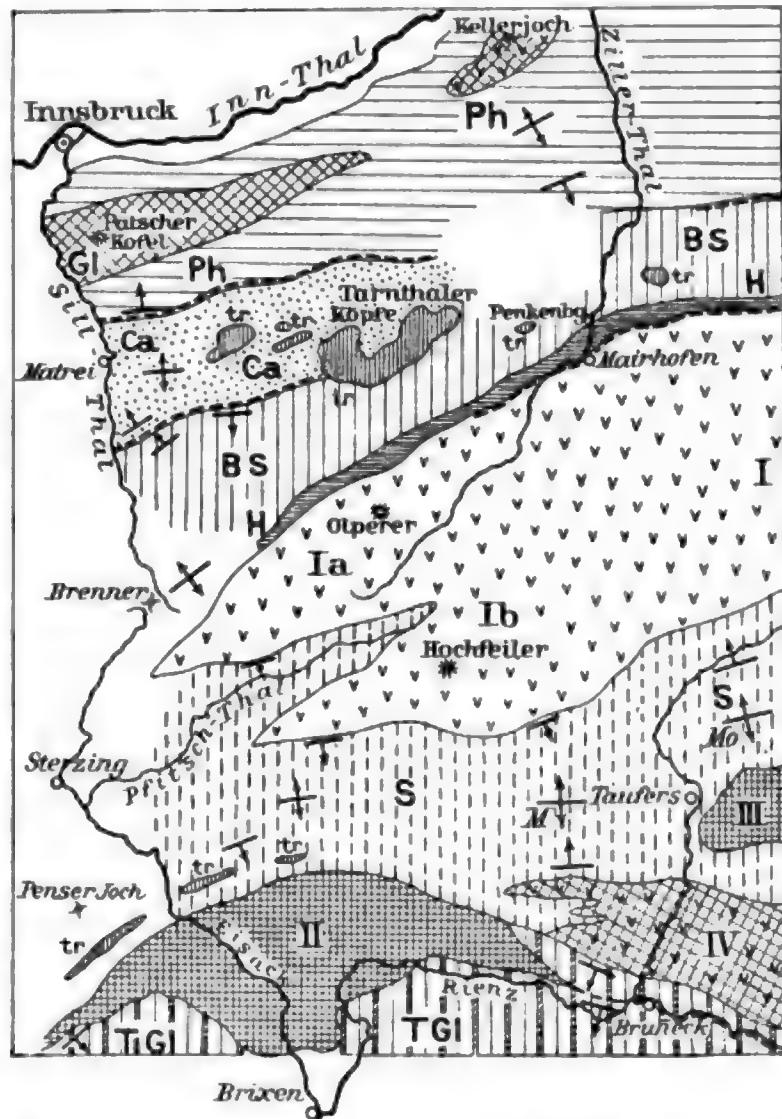 Kellerjoch
Inn-Thal
Ziller-Thal
Innsbruck
Ph
Patscher
Kofel
Gl
Ph
BS
tr
H
Sill
Thal
Tarnthaler
Köpfe
Penkenbg.
tr
tr
tr
Ca
Ca
tr
Matrei
Mairhofen
BS
H
I
Olperer
Ia
Brenner
Ib
Hochfeiler
Pfitsch-Thal
S
Mo
Sterzing
S
M
Taufers
III
tr
tr
Penser Joch
tr
II
Eisac
IV
Rienz
TGl
TGl
Bruneck
Brixen